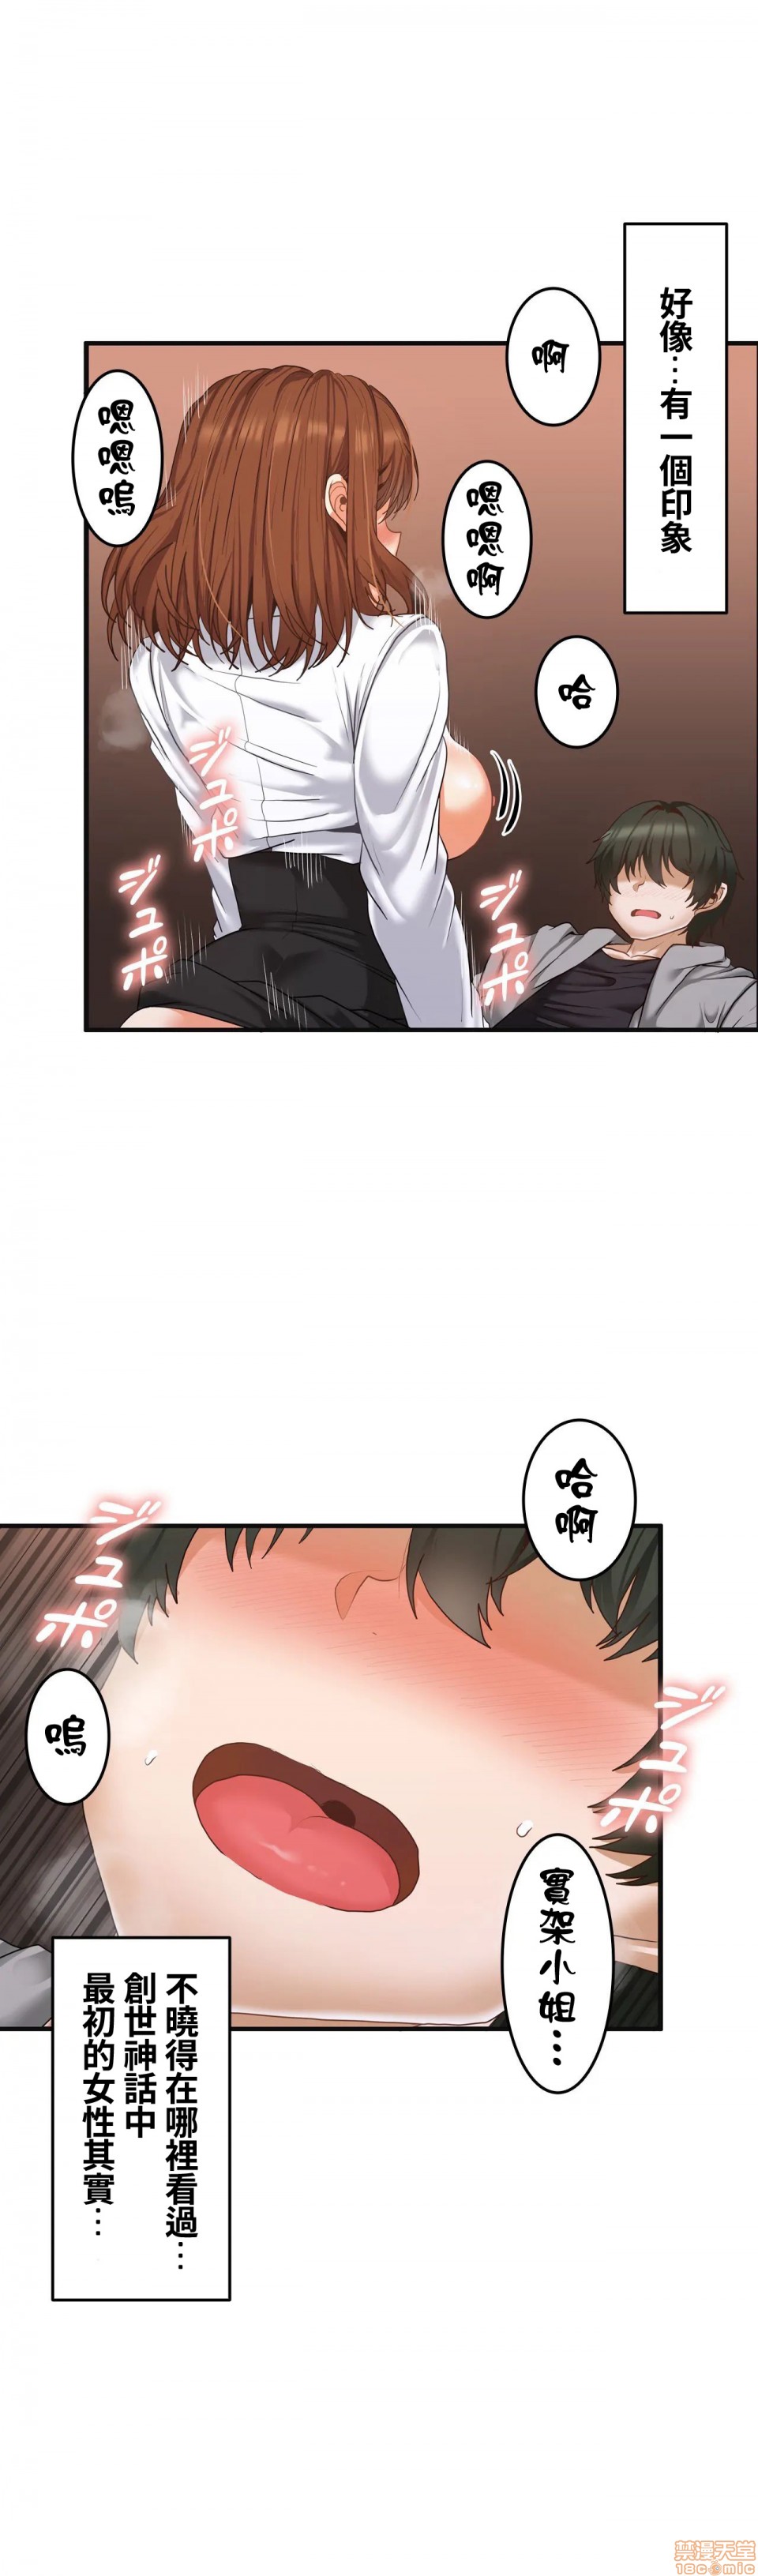 好像…有一個印象
啊
嗯嗯啊
嗯嗯嗚
哈
ジュポ
ジュポ
ジュポ
哈啊
ジュポ
嗚
ジュポ
實架小姐…
不曉得在哪裡看過…
創世神話中
最初的女性其實…
禁漫天堂
18comic